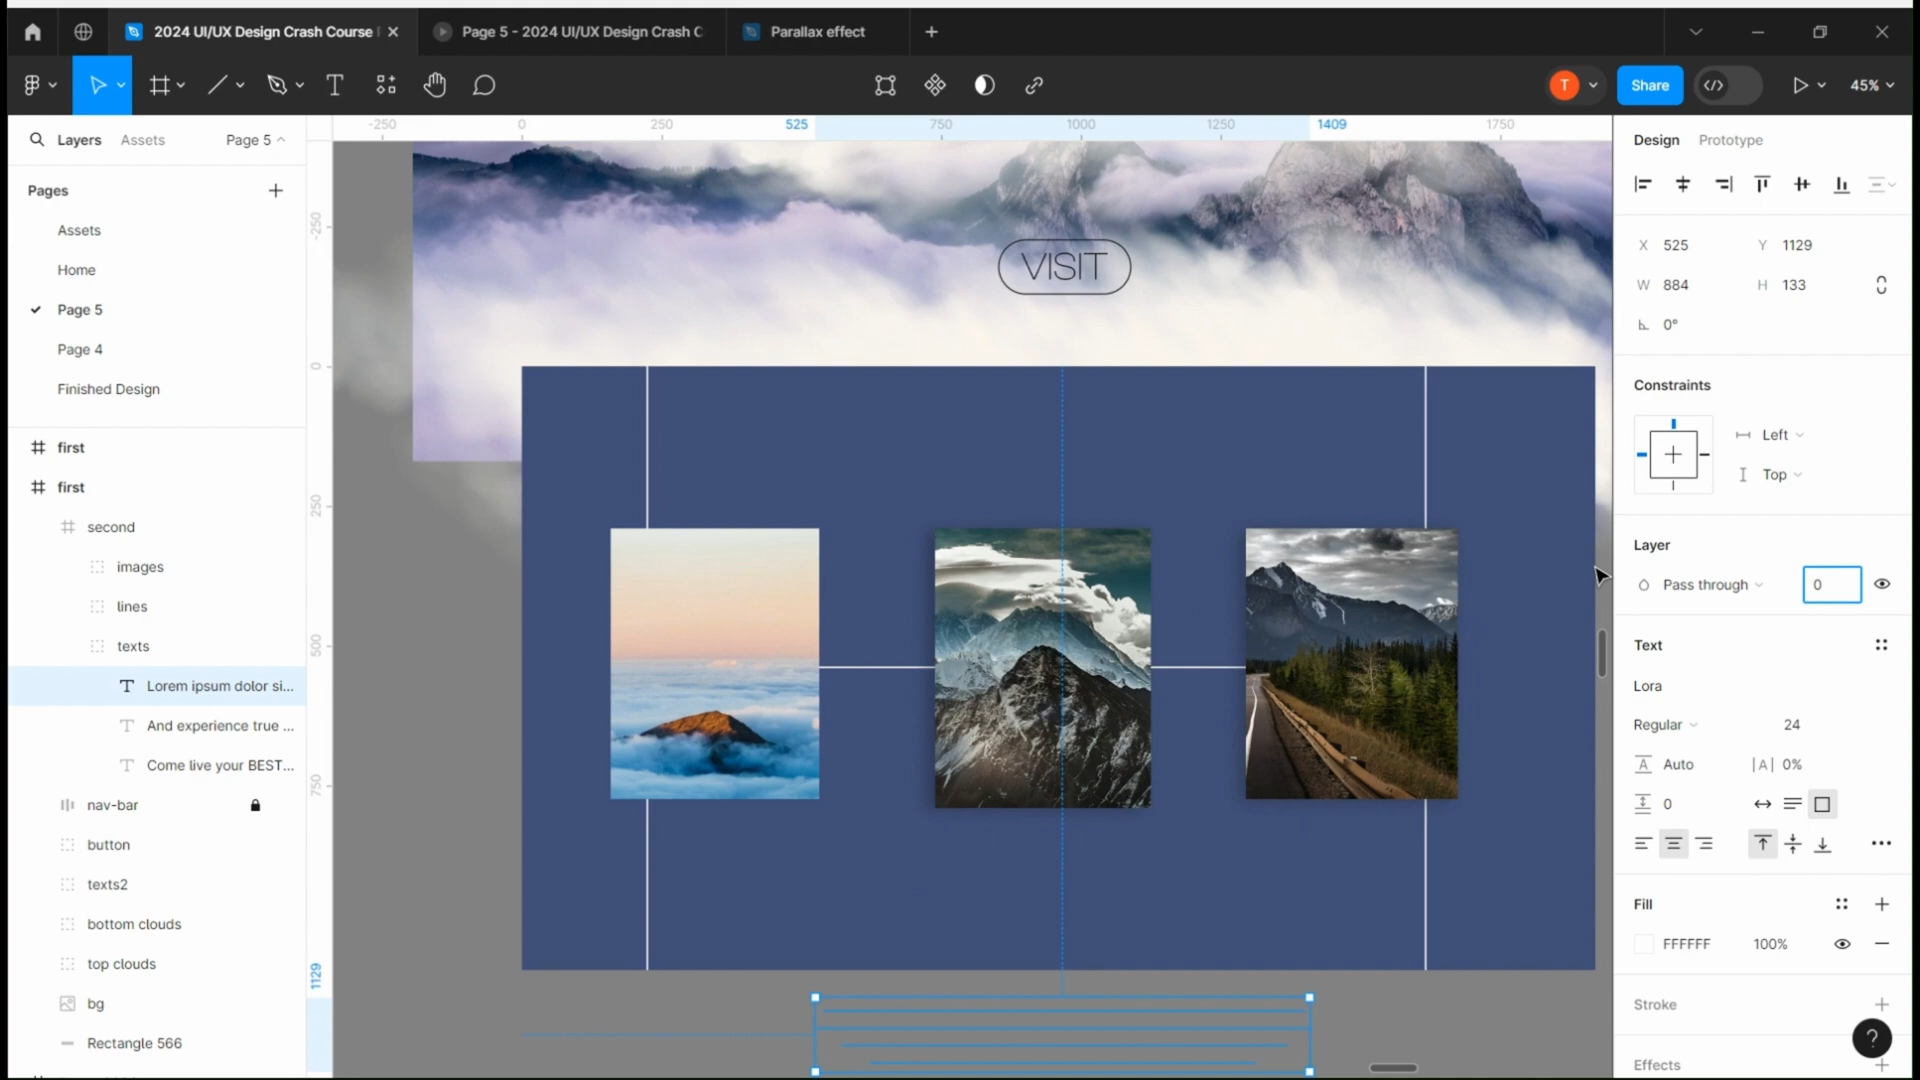 2024 UI/UX Design Crash Course
Page 5 - 2024 UI/UX Design Crash C
Parallax effect
T
Share
45%
Layers
Assets
Page 5
Pages
Assets
Home
Page 5
Page 4
Finished Design
first
first
second
images
lines
texts
Lorem ipsum dolor si...
And experience true ...
Come live your BEST...
nav-bar
button
texts2
bottom clouds
top clouds
bg
Rectangle 566
-250
0
250
525
750
1000
1250
1409
1750
-250
0
250
500
750
1129
VISIT
Design
Prototype
X 525
Y 1129
W 884
H 133
0°
Constraints
Left
Top
Layer
Pass through
0
Text
Lora
Regular
24
Auto
|A| 0%
0
Fill
FFFFFF
100%
Stroke
?
Effects